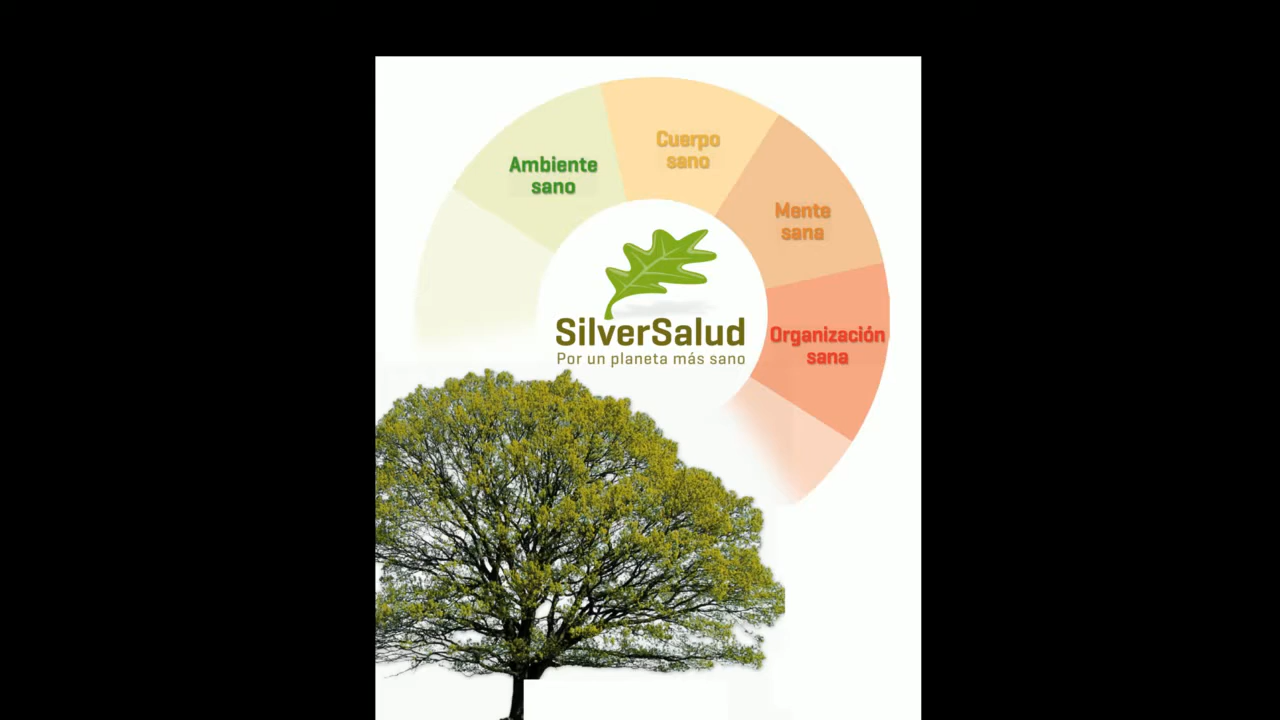 Cuerpo
sano
Ambiente
sano
Mente
sana
SilverSalud
Por un planeta más sano
Organización
sana